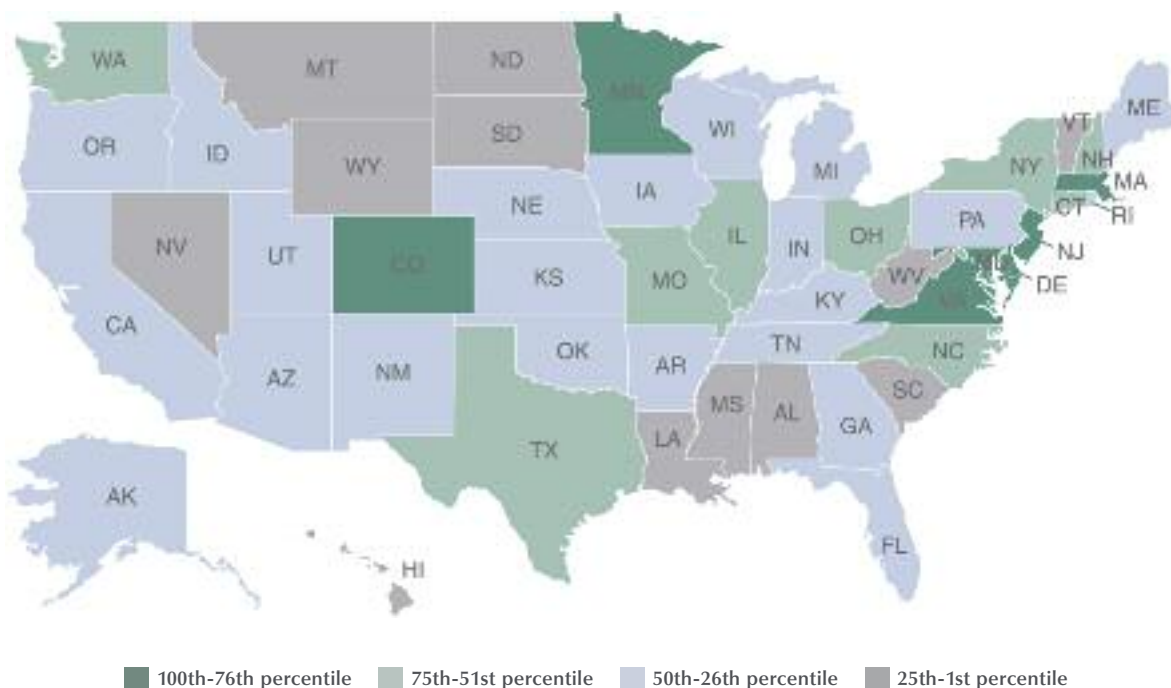 WA
MT
ND
MN
ME
OR
ID
SD
WI
VT
NH
NY
MA
WY
MI
CT
RI
IA
NE
PA
NJ
NV
UT
CO
IL
IN
OH
MD
DE
KS
MO
WV
VA
CA
KY
OK
TN
NC
AZ
NM
AR
SC
MS
AL
GA
LA
TX
AK
FL
HI
100th-76th percentile
75th-51st percentile
50th-26th percentile
25th-1st percentile